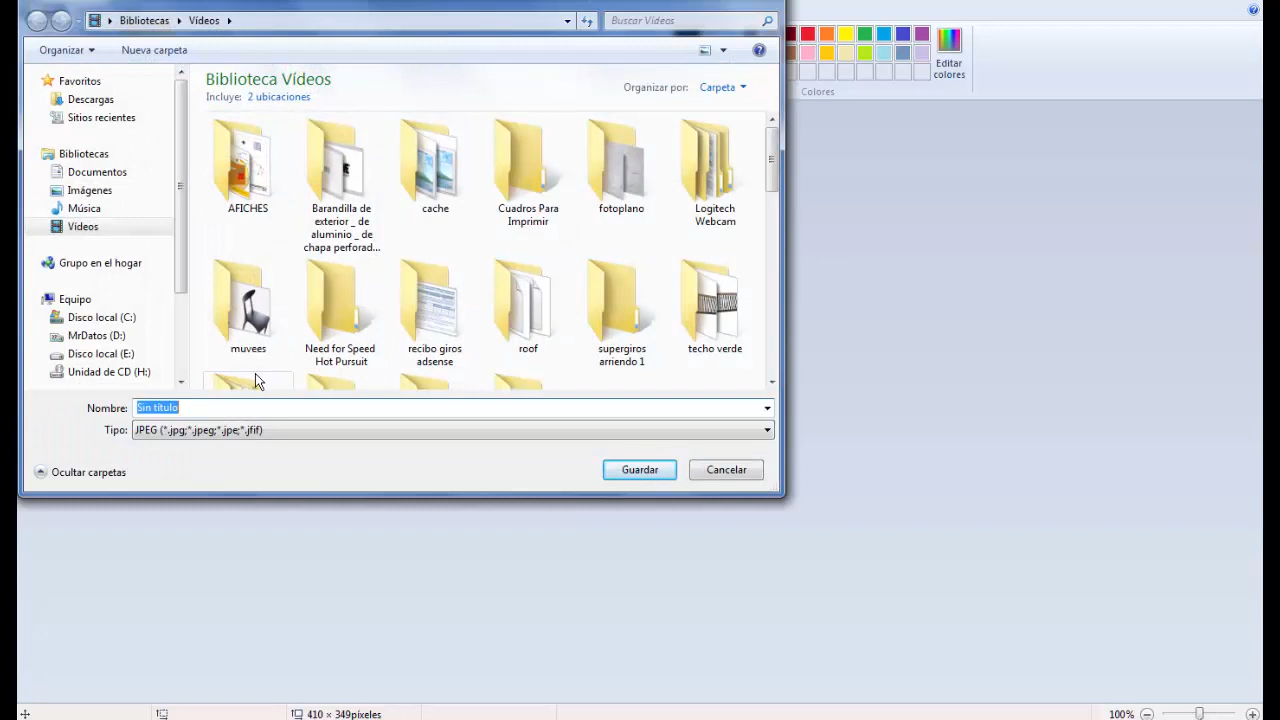 Bibliotecas Vídeos
Buscar Vídeos
Organizar Nueva carpeta
Favoritos
Descargas
Sitios recientes
Bibliotecas
Documentos
Imágenes
Música
Vídeos
Grupo en el hogar
Equipo
Disco local (C:)
MrDatos (D:)
Disco local (E:)
Unidad de CD (H:)
Biblioteca Vídeos
Incluye: 2 ubicaciones
Organizar por: Carpeta
AFICHES
Barandilla de
exterior _ de
aluminio _ de
chapa perforad...
cache
Cuadros Para
Imprimir
fotoplano
Logitech
Webcam
muvees
Need for Speed
Hot Pursuit
recibo giros
adsense
roof
supergiros
arriendo 1
techo verde
Nombre: Sin título
Tipo: JPEG (*.jpg;*.jpeg;*.jpe;*.jfif)
Ocultar carpetas
Guardar Cancelar
Editar
colores
Colores
410 × 349píxeles
100%